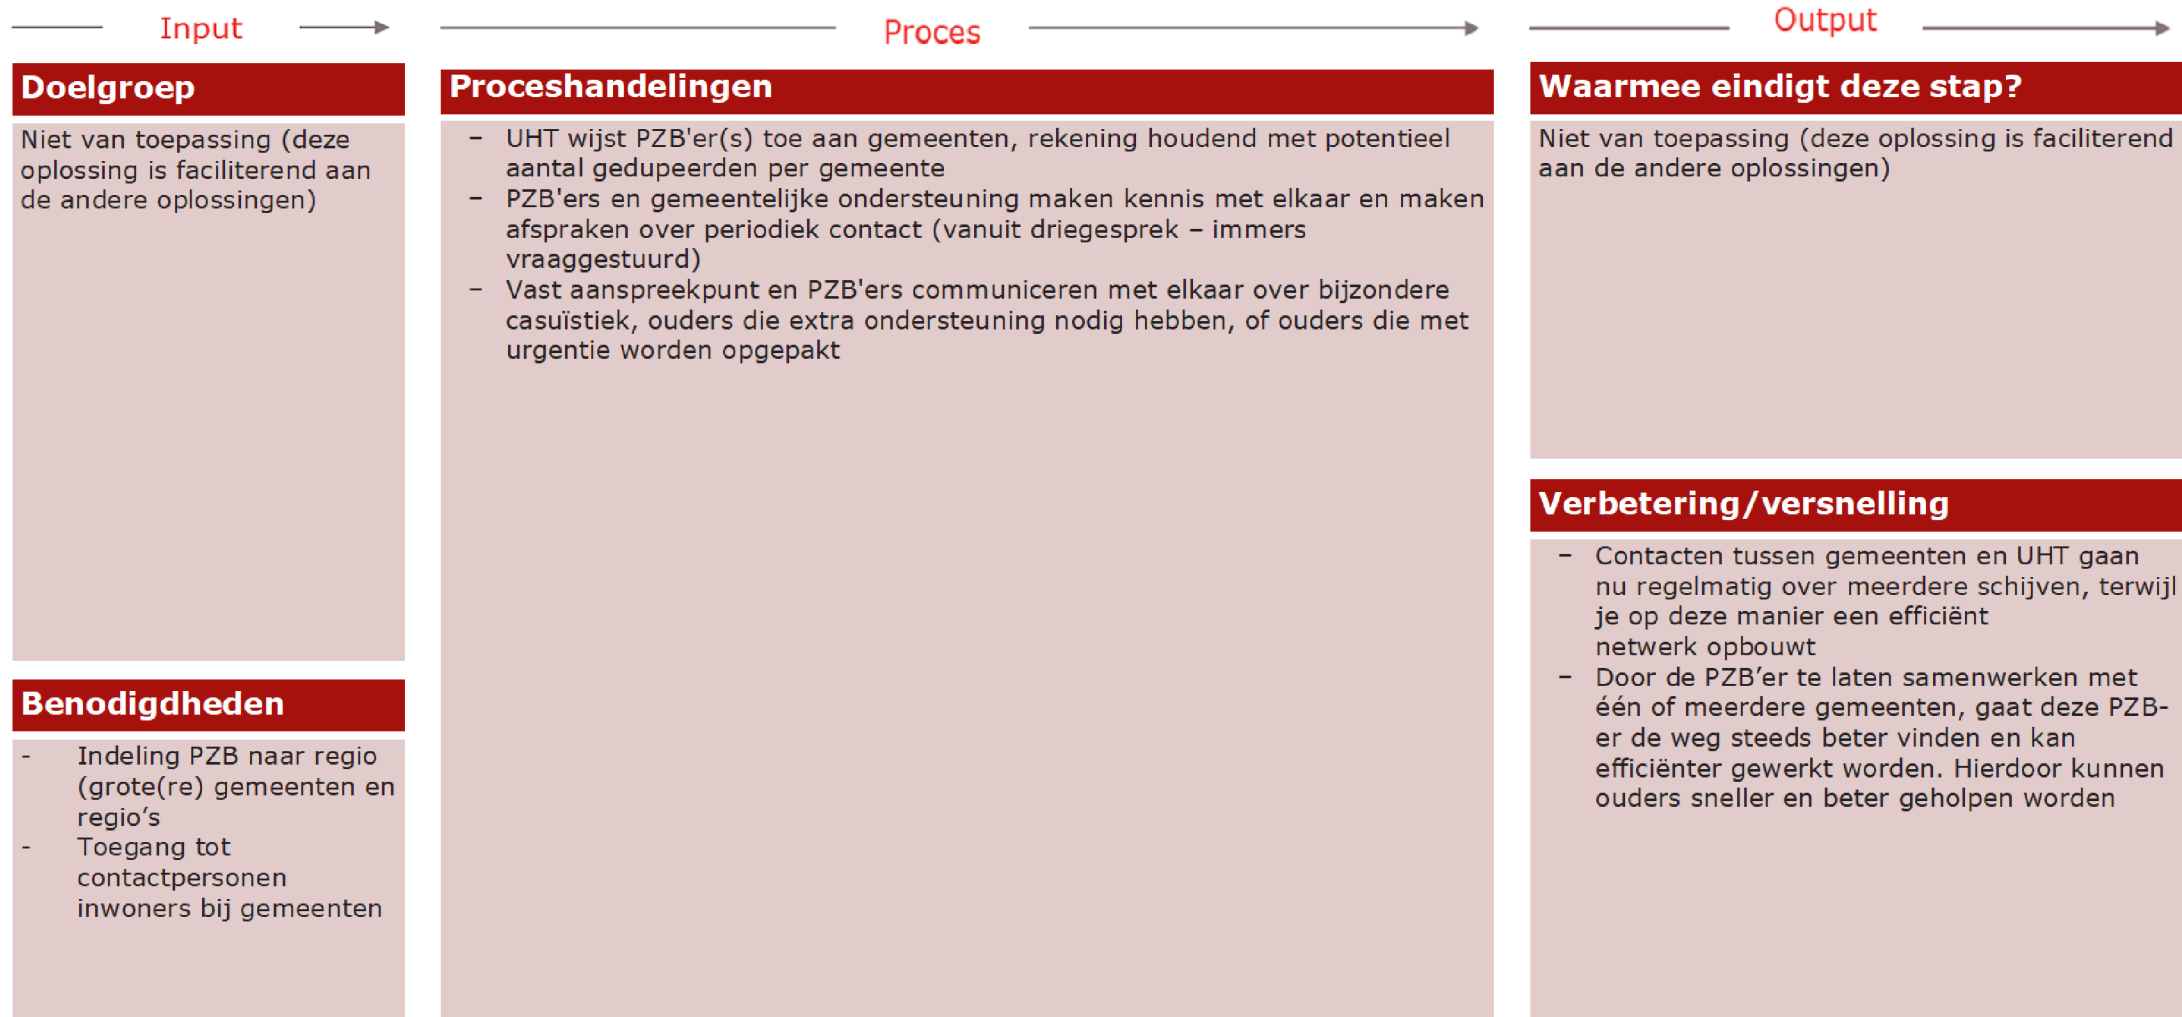 Input
Proces
Output
Doelgroep
Niet van toepassing (deze
oplossing is faciliterend aan
de andere oplossingen)
Benodigdheden
- Indeling PZB naar regio
(grote(re) gemeenten en
regio’s
- Toegang tot
contactpersonen
inwoners bij gemeenten
Proceshandelingen
– UHT wijst PZB'er(s) toe aan gemeenten, rekening houdend met potentieel
aantal gedupeerden per gemeente
– PZB'ers en gemeentelijke ondersteuning maken kennis met elkaar en maken
afspraken over periodiek contact (vanuit driegesprek – immers
vraaggestuurd)
– Vast aanspreekpunt en PZB'ers communiceren met elkaar over bijzondere
casuïstiek, ouders die extra ondersteuning nodig hebben, of ouders die met
urgentie worden opgepakt
Waarmee eindigt deze stap?
Niet van toepassing (deze oplossing is faciliterend
aan de andere oplossingen)
Verbetering/versnelling
– Contacten tussen gemeenten en UHT gaan
nu regelmatig over meerdere schijven, terwijl
je op deze manier een efficiënt
netwerk opbouwt
– Door de PZB’er te laten samenwerken met
één of meerdere gemeenten, gaat deze PZB-
er de weg steeds beter vinden en kan
efficiënter gewerkt worden. Hierdoor kunnen
ouders sneller en beter geholpen worden